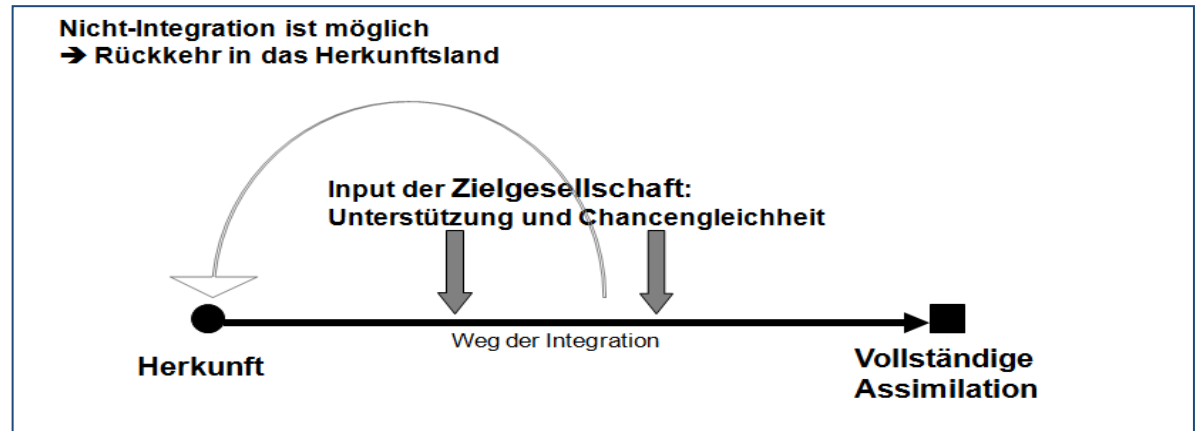 Nicht-Integration ist möglich
➔ Rückkehr in das Herkunftsland
Input der Zielgesellschaft:
Unterstützung und Chancengleichheit
Weg der Integration
Herkunft
Vollständige
Assimilation